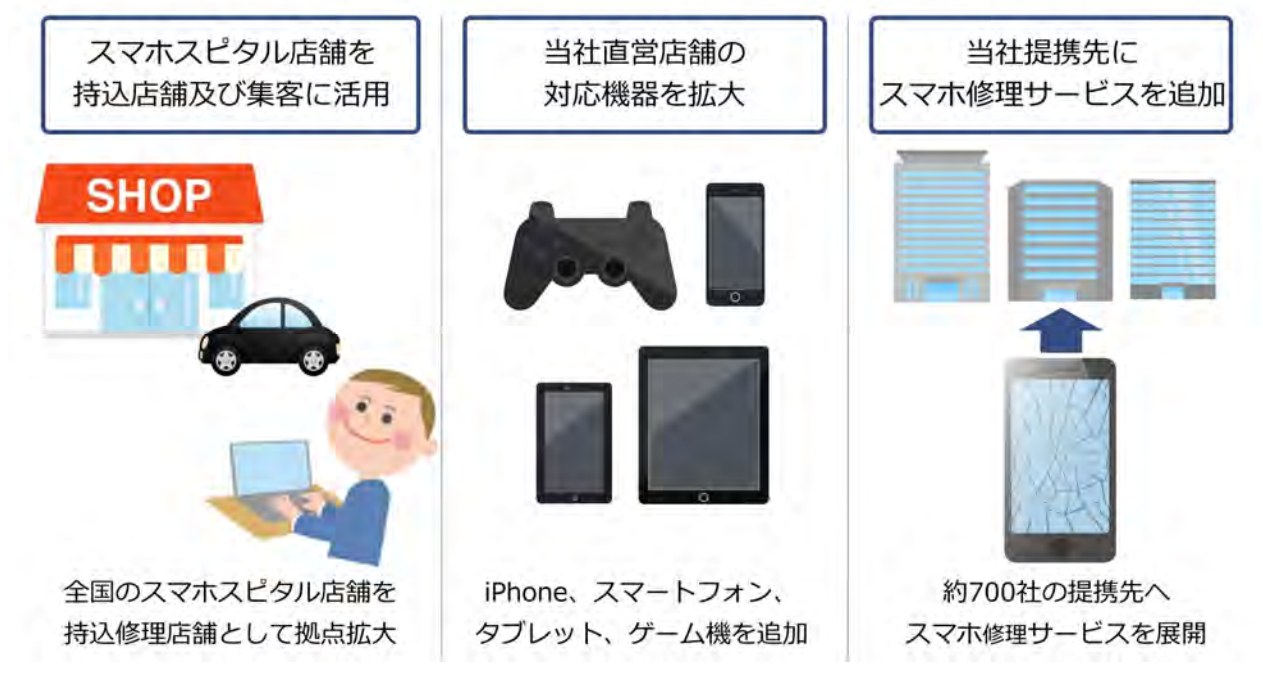 スマホスピタル店舗を
持込店舗及び集客に活用
SHOP
全国のスマホスピタル店舗を
持込修理店舗として拠点拡大
当社直営店舗の
対応機器を拡大
iPhone、スマートフォン、
タブレット、ゲーム機を追加
当社提携先に
スマホ修理サービスを追加
約700社の提携先へ
スマホ修理サービスを展開